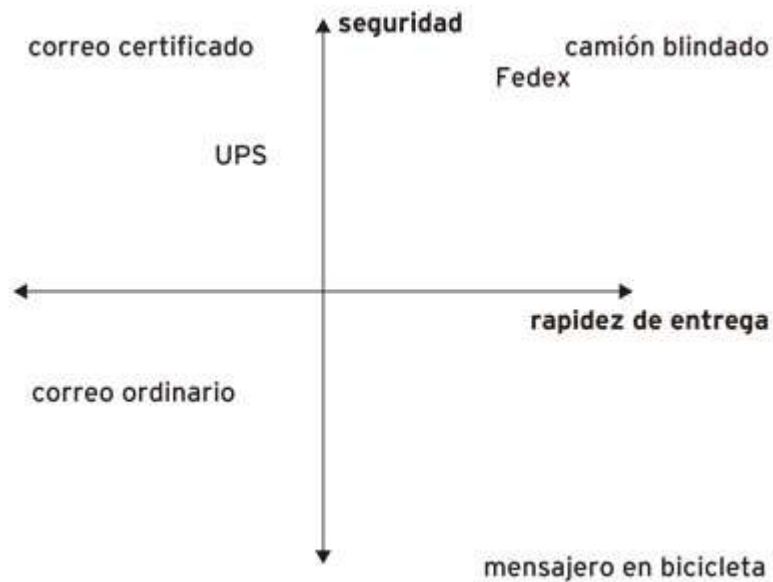 seguridad
correo certificado
camión blindado
Fedex
UPS
rapidez de entrega
correo ordinario
mensajero en bicicleta